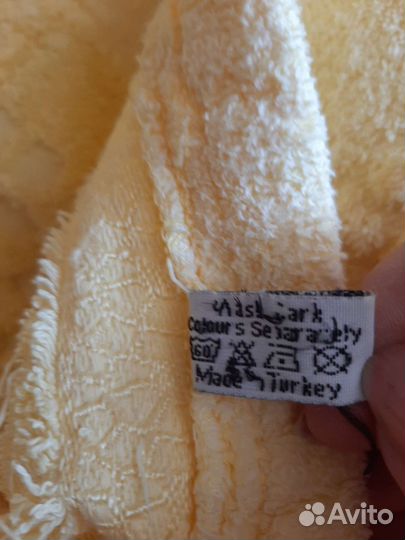 Wash Dark
Colours Separately
60
Made in Turkey
Avito